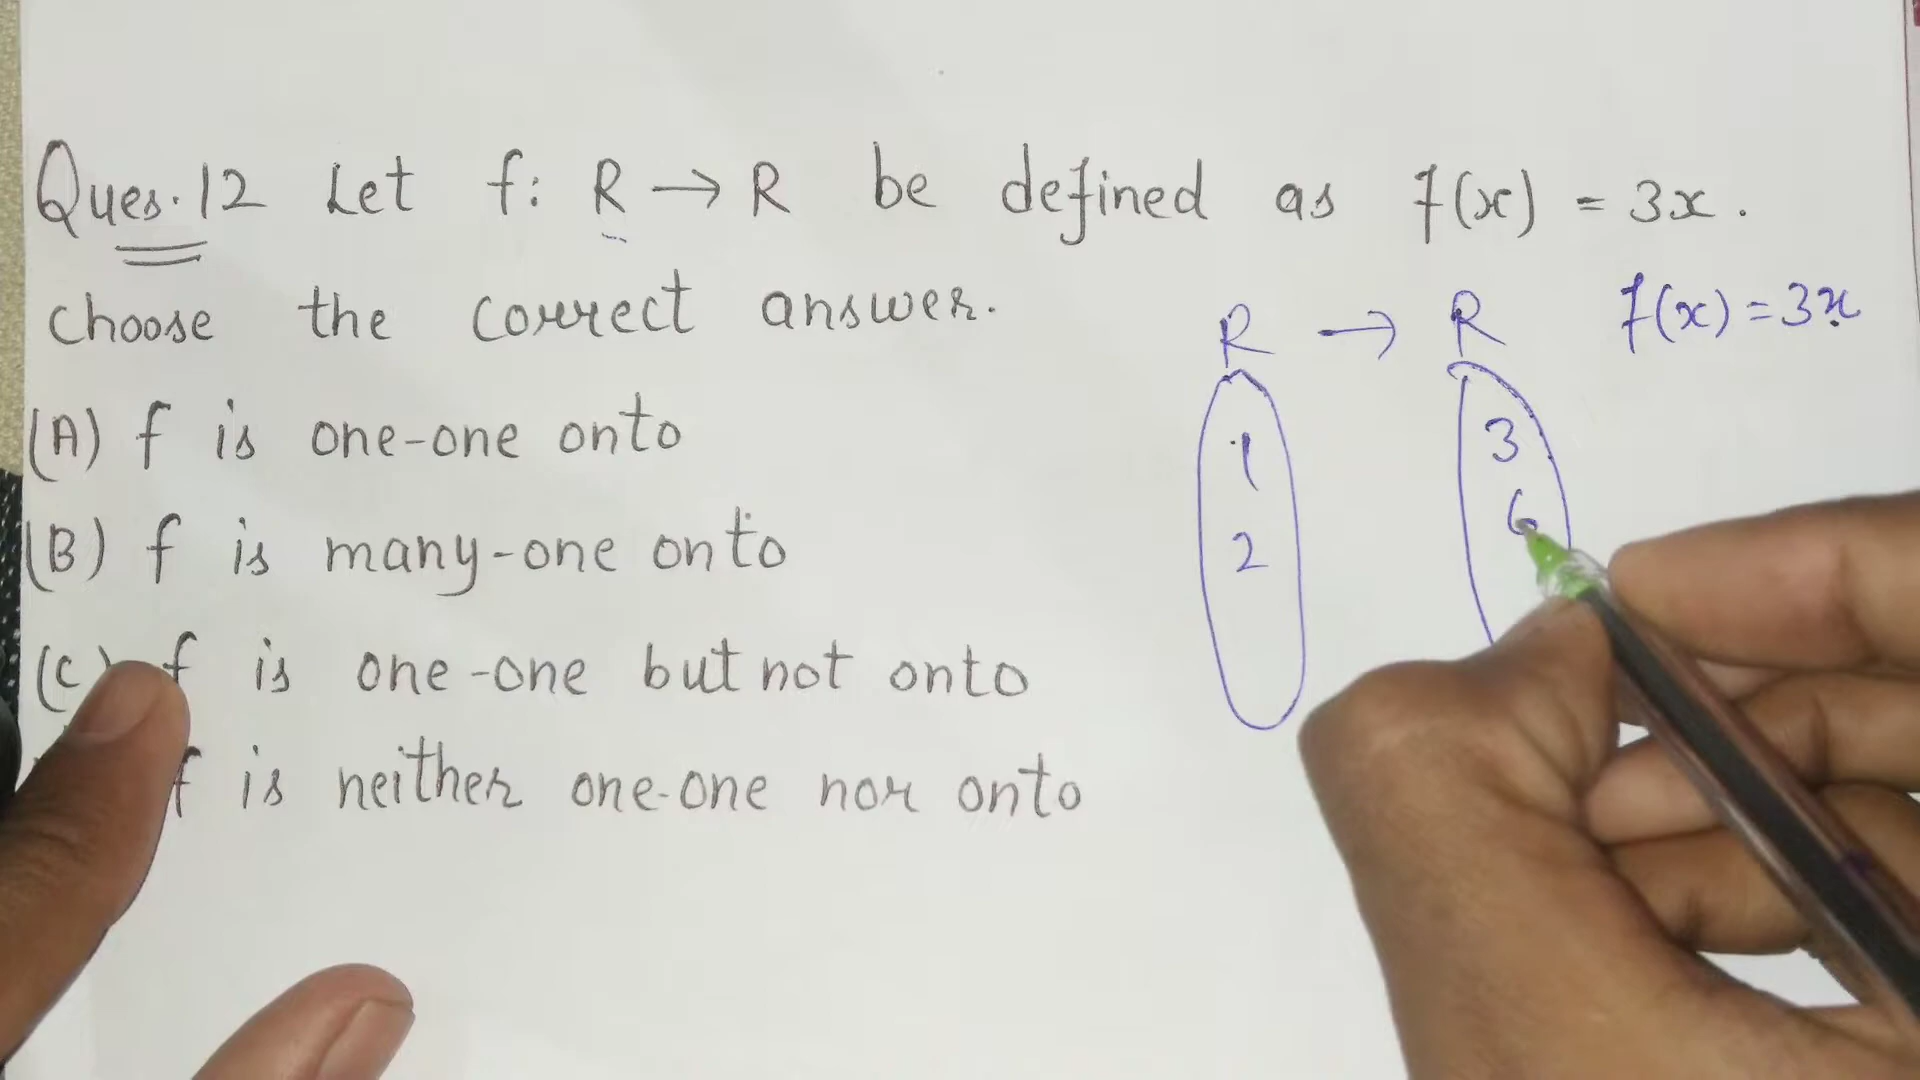 Ques.12 Let f: R → R be defined as f(x) = 3x.
choose the correct answer.
R → R f(x) = 3x
(A) f is one-one onto
1 3
(B) f is many-one onto
2 6
(C) f is one-one but not onto
f is neither one-one nor onto